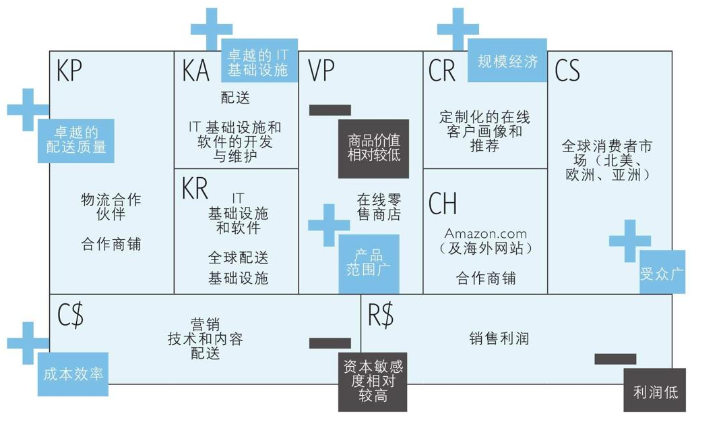 KP
卓越的
配送质量
物流合作
伙伴
合作商铺
KA
卓越的 IT
基础设施
配送
IT 基础设施和
软件的开发
与维护
KR
IT
基础设施
和软件
全球配送
基础设施
VP
商品价值
相对较低
在线零
售商店
产品
范围广
CR
规模经济
定制化的在线
客户画像和
推荐
CH
Amazon.com
（及海外网站）
合作商铺
CS
全球消费者市
场（北美、
欧洲、亚洲）
受众广
C$
营销
技术和内容
配送
成本效率
资本敏感
度相对
较高
R$
销售利润
利润低